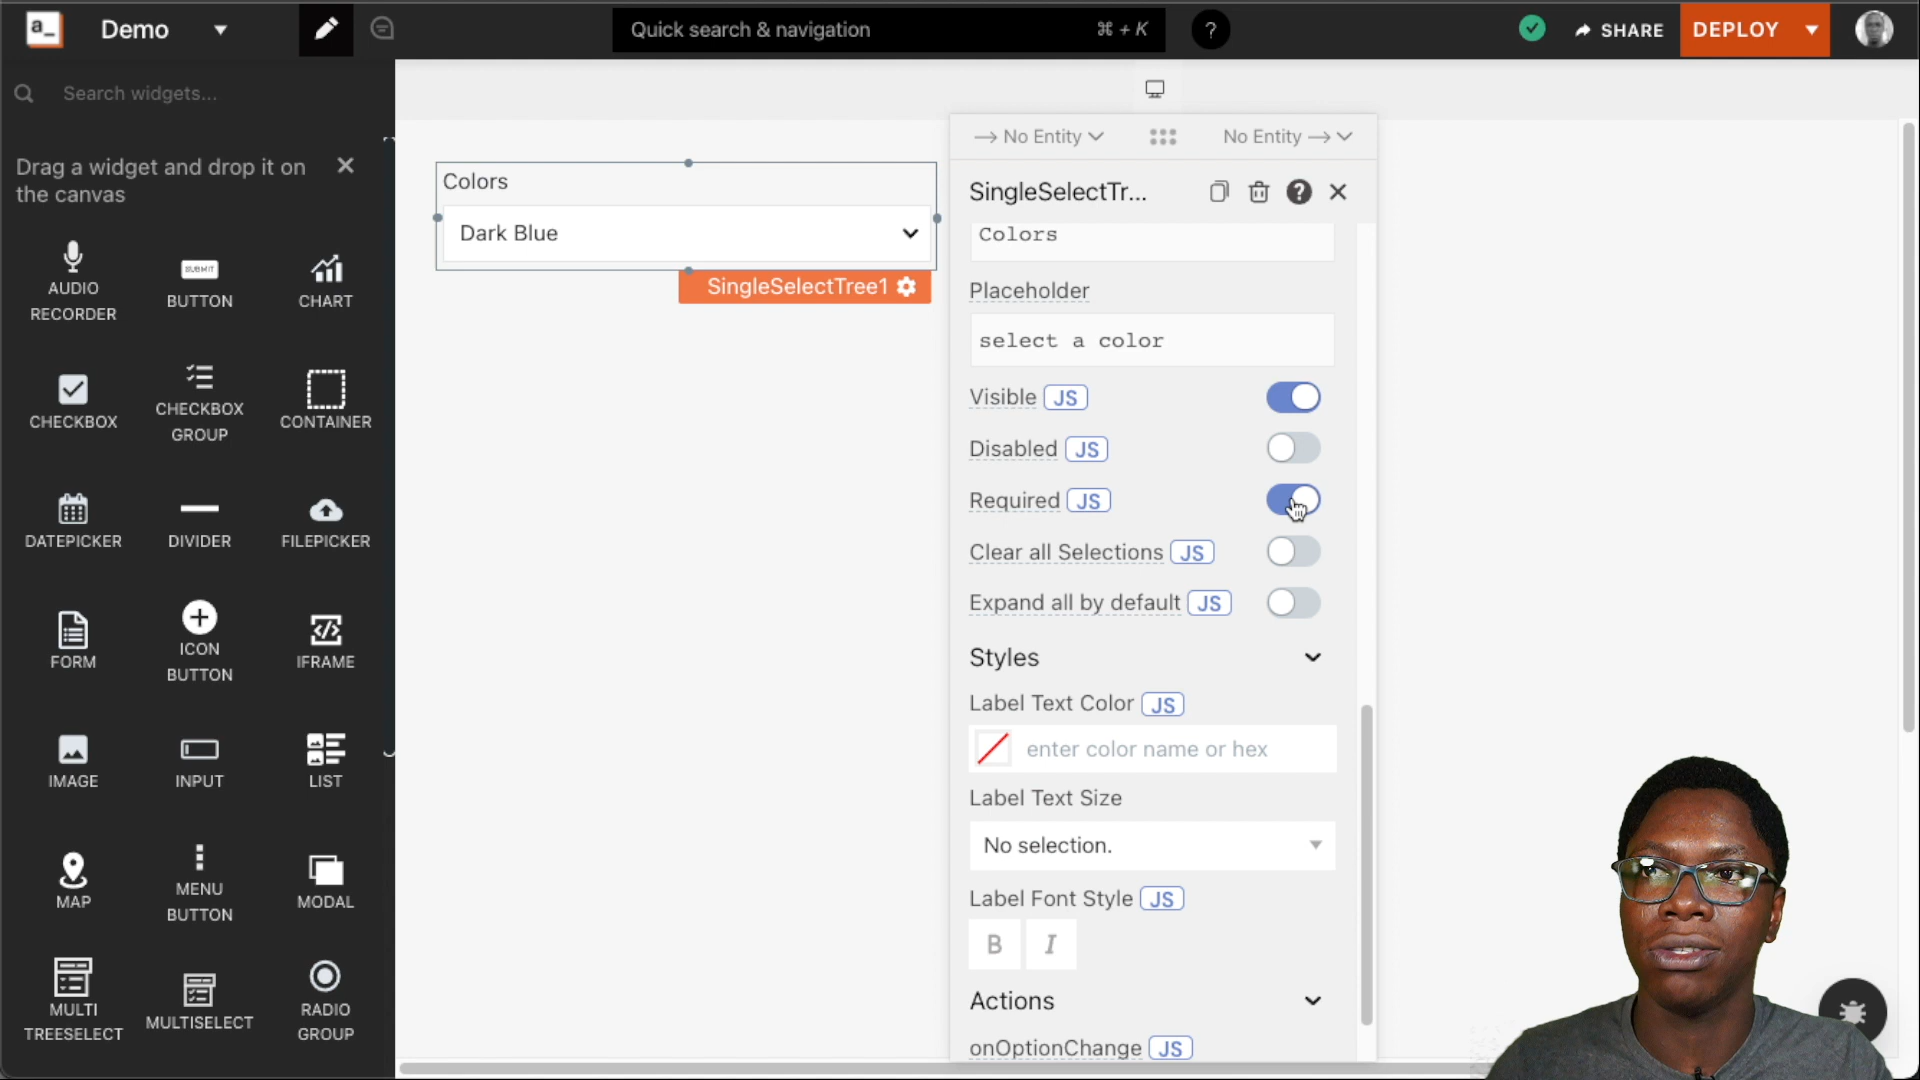 a_
Demo
Quick search & navigation
⌘ + K
?
SHARE
DEPLOY
Search widgets...
Drag a widget and drop it on
the canvas
AUDIO
RECORDER
SUBMIT
BUTTON
CHART
CHECKBOX
CHECKBOX
GROUP
CONTAINER
DATEPICKER
DIVIDER
FILEPICKER
FORM
ICON
BUTTON
IFRAME
IMAGE
INPUT
LIST
MAP
MENU
BUTTON
MODAL
MULTI
TREESELECT
MULTISELECT
RADIO
GROUP
Colors
Dark Blue
SingleSelectTree1
No Entity
No Entity
SingleSelectTr...
?
Colors
Placeholder
select a color
Visible JS
Disabled JS
Required JS
Clear all Selections JS
Expand all by default JS
Styles
Label Text Color JS
enter color name or hex
Label Text Size
No selection.
Label Font Style JS
B I
Actions
onOptionChange JS